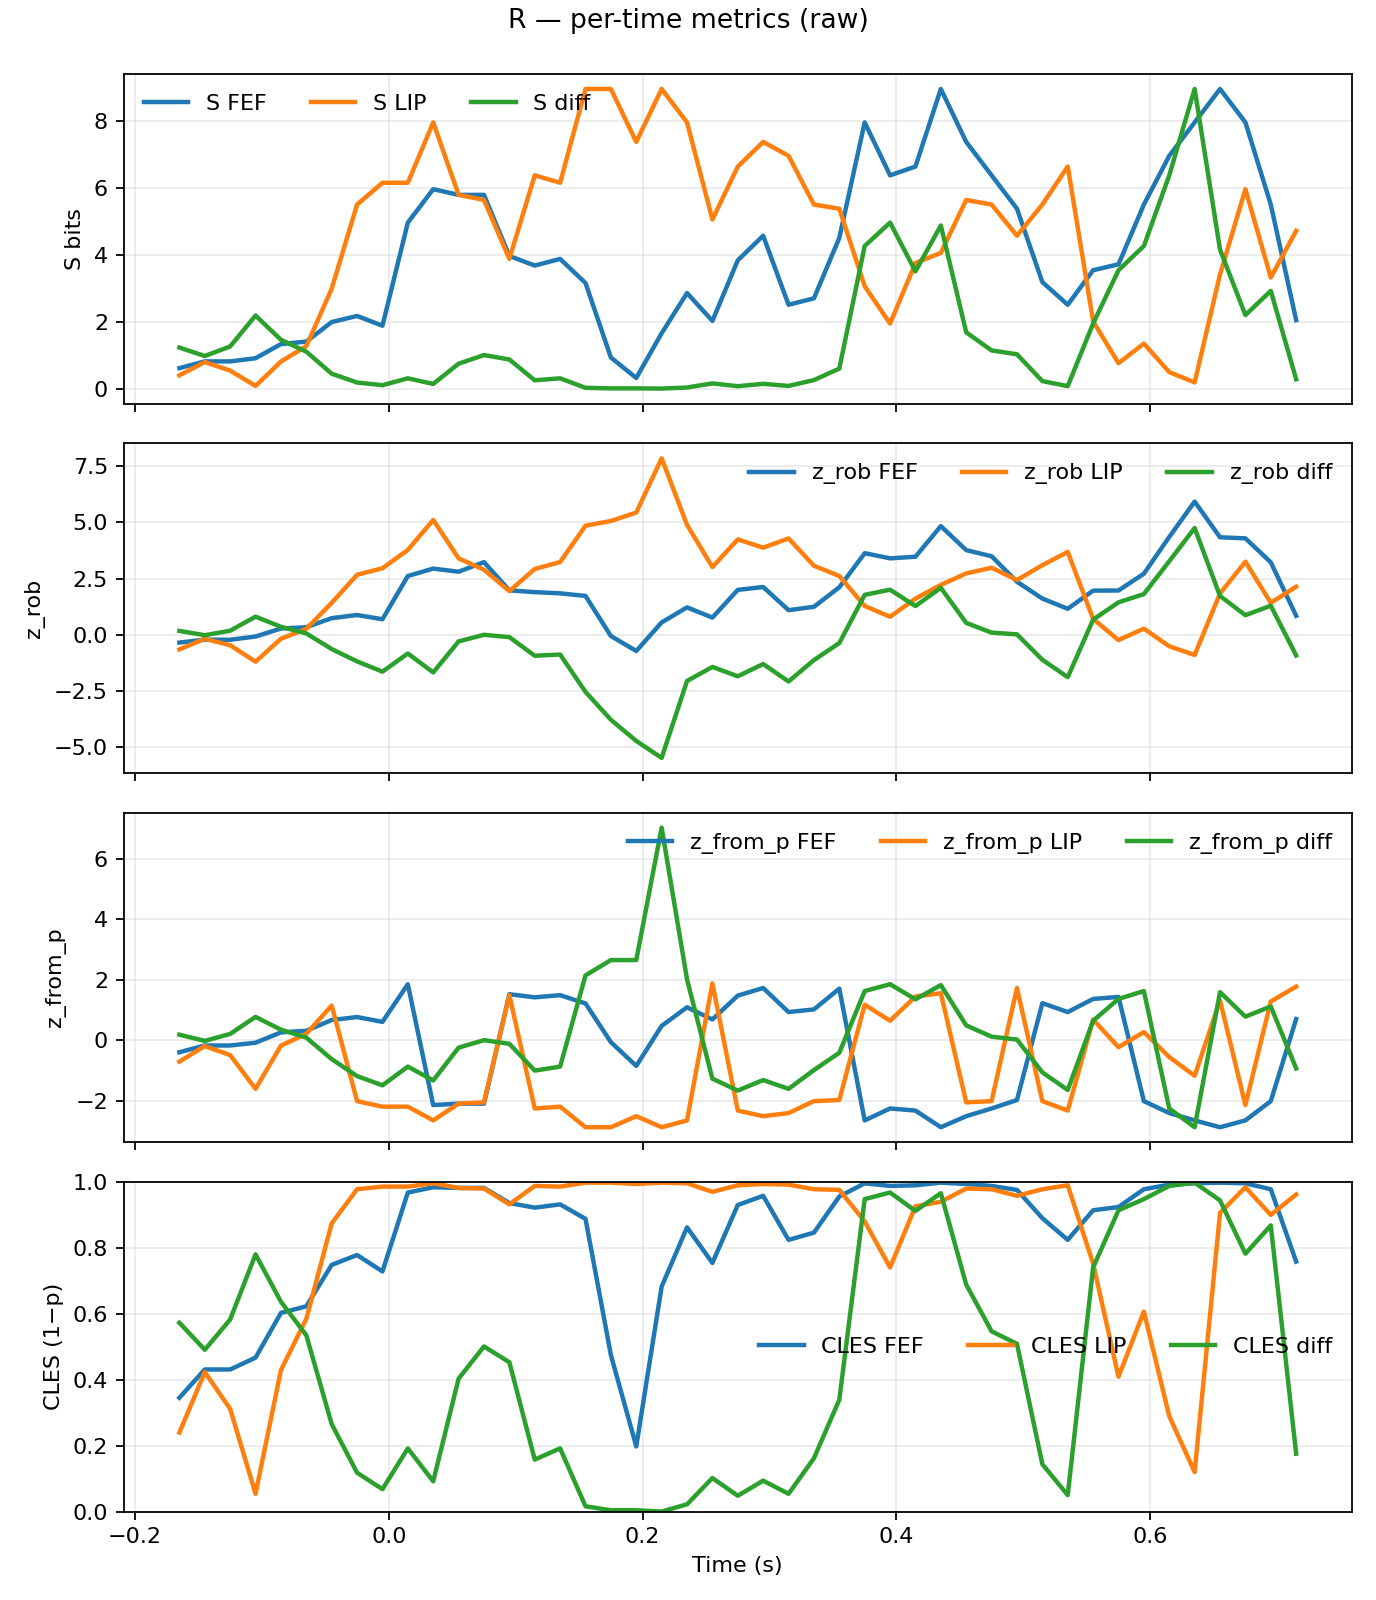 R — per-time metrics (raw)
S FEF S LIP S diff
8
6
4
2
0
S bits
z_rob FEF z_rob LIP z_rob diff
7.5
5.0
2.5
0.0
−2.5
−5.0
z_rob
z_from_p FEF z_from_p LIP z_from_p diff
6
4
2
0
−2
z_from_p
1.0
0.8
0.6
0.4
0.2
0.0
CLES (1−p)
CLES FEF CLES LIP CLES diff
−0.2 0.0 0.2 0.4 0.6
Time (s)